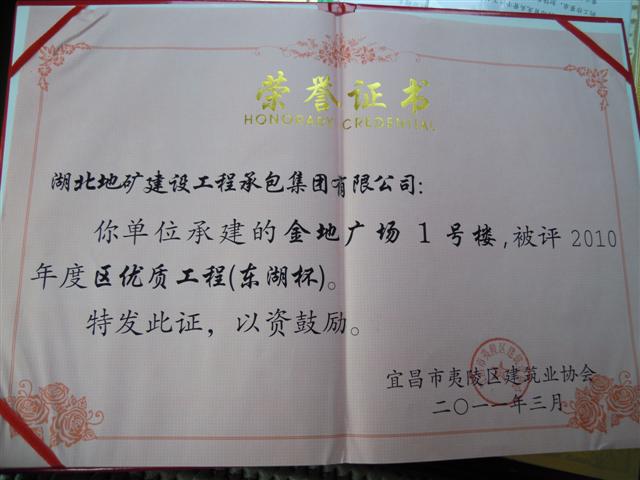 荣誉证书
HONORARY CREDENTIAL
湖北地矿建设工程承包集团有限公司:
你单位承建的金地广场1号楼,被评2010
年度区优质工程(东湖杯)。
特发此证，以资鼓励。
宜昌市夷陵区建筑业协会
二〇一一年三月